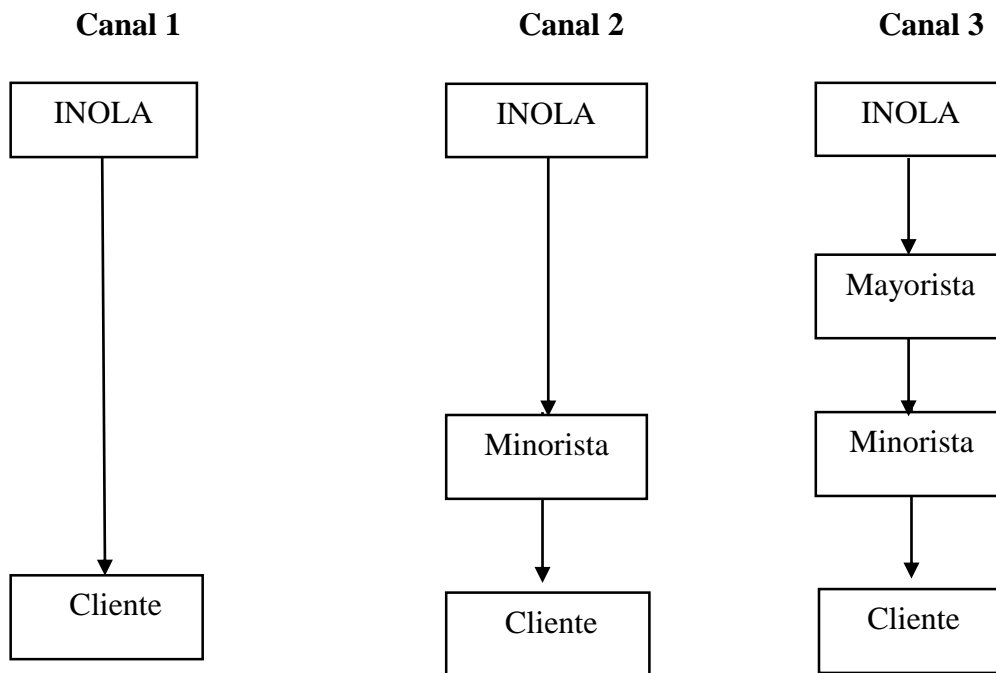 Canal 1 Canal 2 Canal 3
INOLA INOLA INOLA
Mayorista
Minorista Minorista
Cliente Cliente Cliente